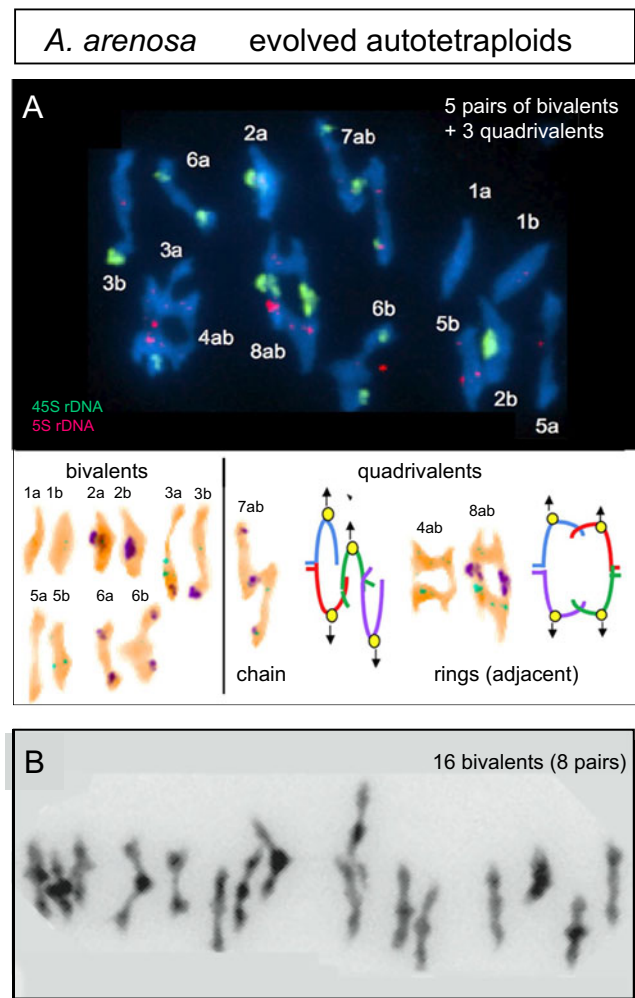 A. arenosa evolved autotetraploids
A
5 pairs of bivalents
+ 3 quadrivalents
2a
7ab
6a
1a
1b
3a
3b
6b
5b
4ab
8ab
2b
5a
45S rDNA
5S rDNA
bivalents
quadrivalents
1a 1b 2a 2b 3a 3b
7ab
4ab
8ab
5a 5b 6a 6b
chain
rings (adjacent)
B
16 bivalents (8 pairs)